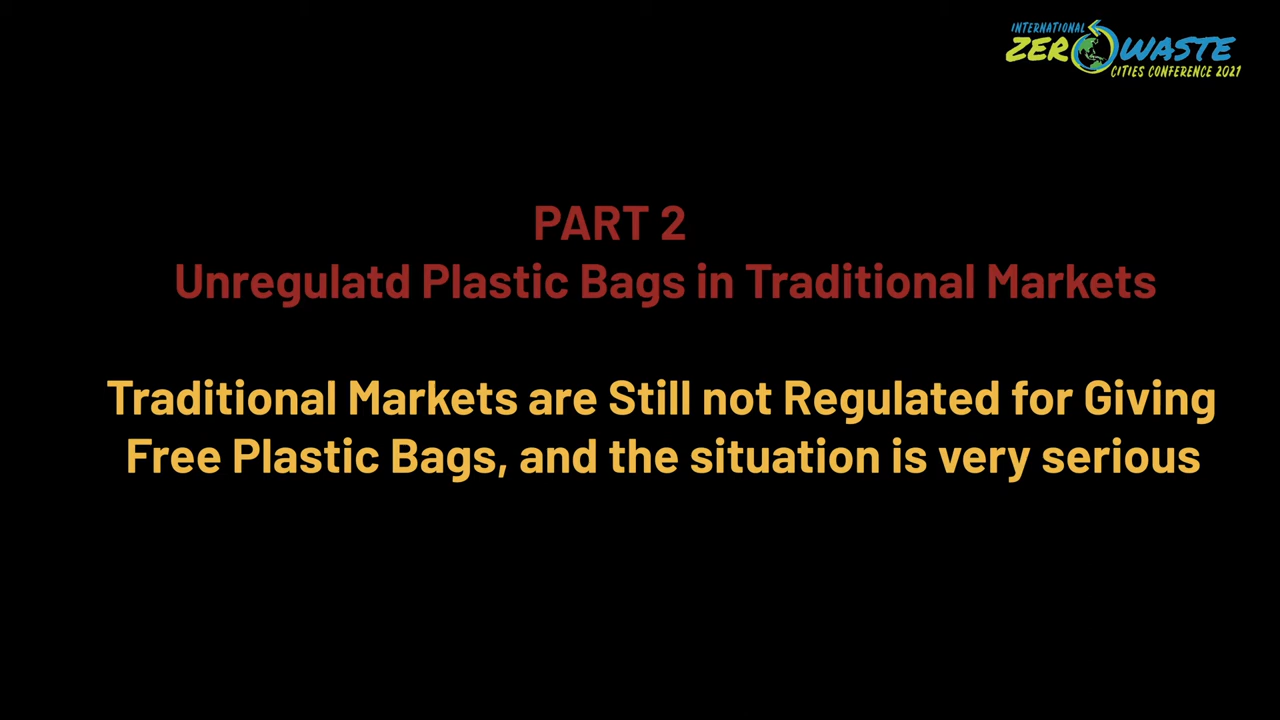 INTERNATIONAL
ZERO WASTE
CITIES CONFERENCE 2021
PART 2
Unregulatd Plastic Bags in Traditional Markets
Traditional Markets are Still not Regulated for Giving
Free Plastic Bags, and the situation is very serious